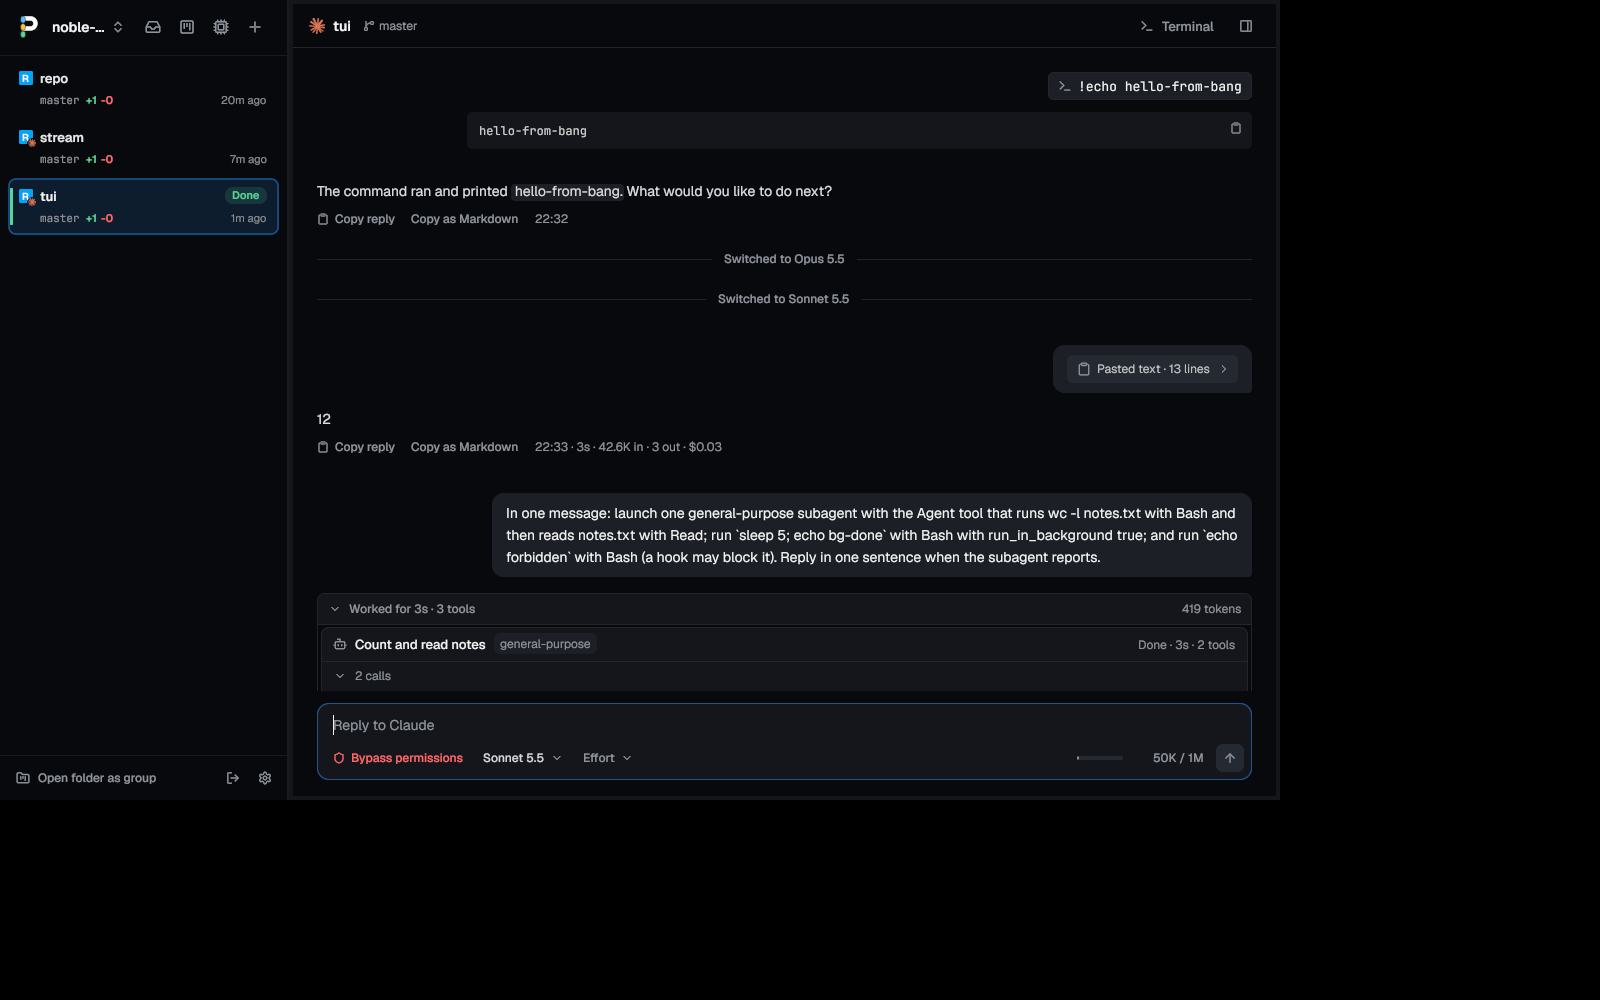 noble-...
repo
master +1 -0 20m ago
stream
master +1 -0 7m ago
tui Done
master +1 -0 1m ago
Open folder as group
tui master
Terminal
!echo hello-from-bang
hello-from-bang
The command ran and printed hello-from-bang. What would you like to do next?
Copy reply Copy as Markdown 22:32
Switched to Opus 5.5
Switched to Sonnet 5.5
Pasted text · 13 lines
12
Copy reply Copy as Markdown 22:33 · 3s · 42.6K in · 3 out · $0.03
In one message: launch one general-purpose subagent with the Agent tool that runs wc -l notes.txt with Bash and
then reads notes.txt with Read; run `sleep 5; echo bg-done` with Bash with run_in_background true; and run `echo
forbidden` with Bash (a hook may block it). Reply in one sentence when the subagent reports.
Worked for 3s · 3 tools 419 tokens
Count and read notes general-purpose Done · 3s · 2 tools
2 calls
Reply to Claude
Bypass permissions Sonnet 5.5 Effort 50K / 1M